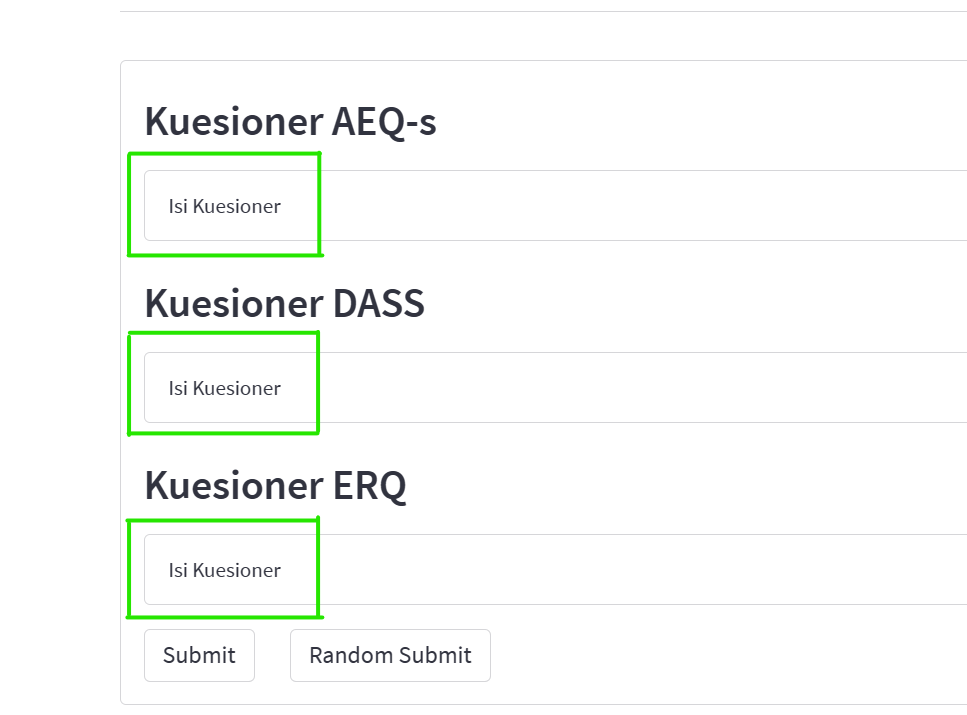 Kuesioner AEQ-s
Isi Kuesioner
Kuesioner DASS
Isi Kuesioner
Kuesioner ERQ
Isi Kuesioner
Submit Random Submit